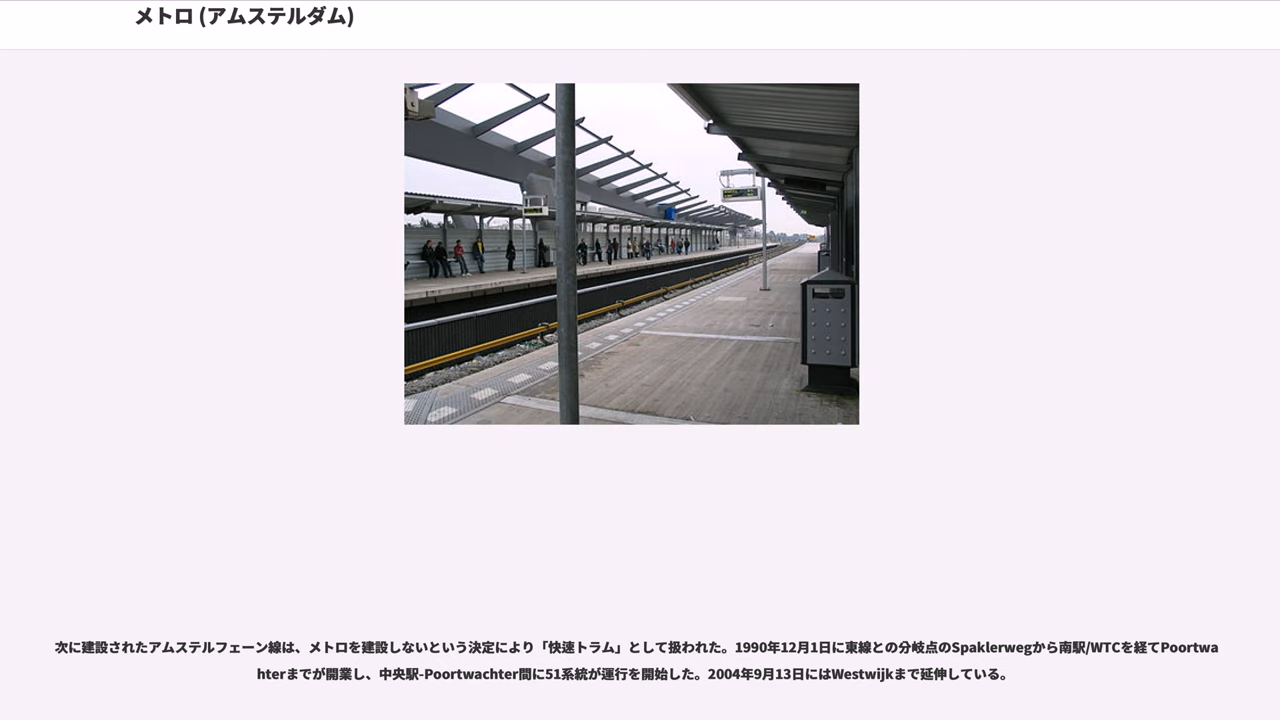 メトロ (アムステルダム)
次に建設されたアムステルフェーン線は、メトロを建設しないという決定により「快速トラム」として扱われた。1990年12月1日に東線との分岐点のSpaklerwegから南駅/WTCを経てPoortwa
hterまでが開業し、中央駅-Poortwachter間に51系統が運行を開始した。2004年9月13日にはWestwijkまで延伸している。